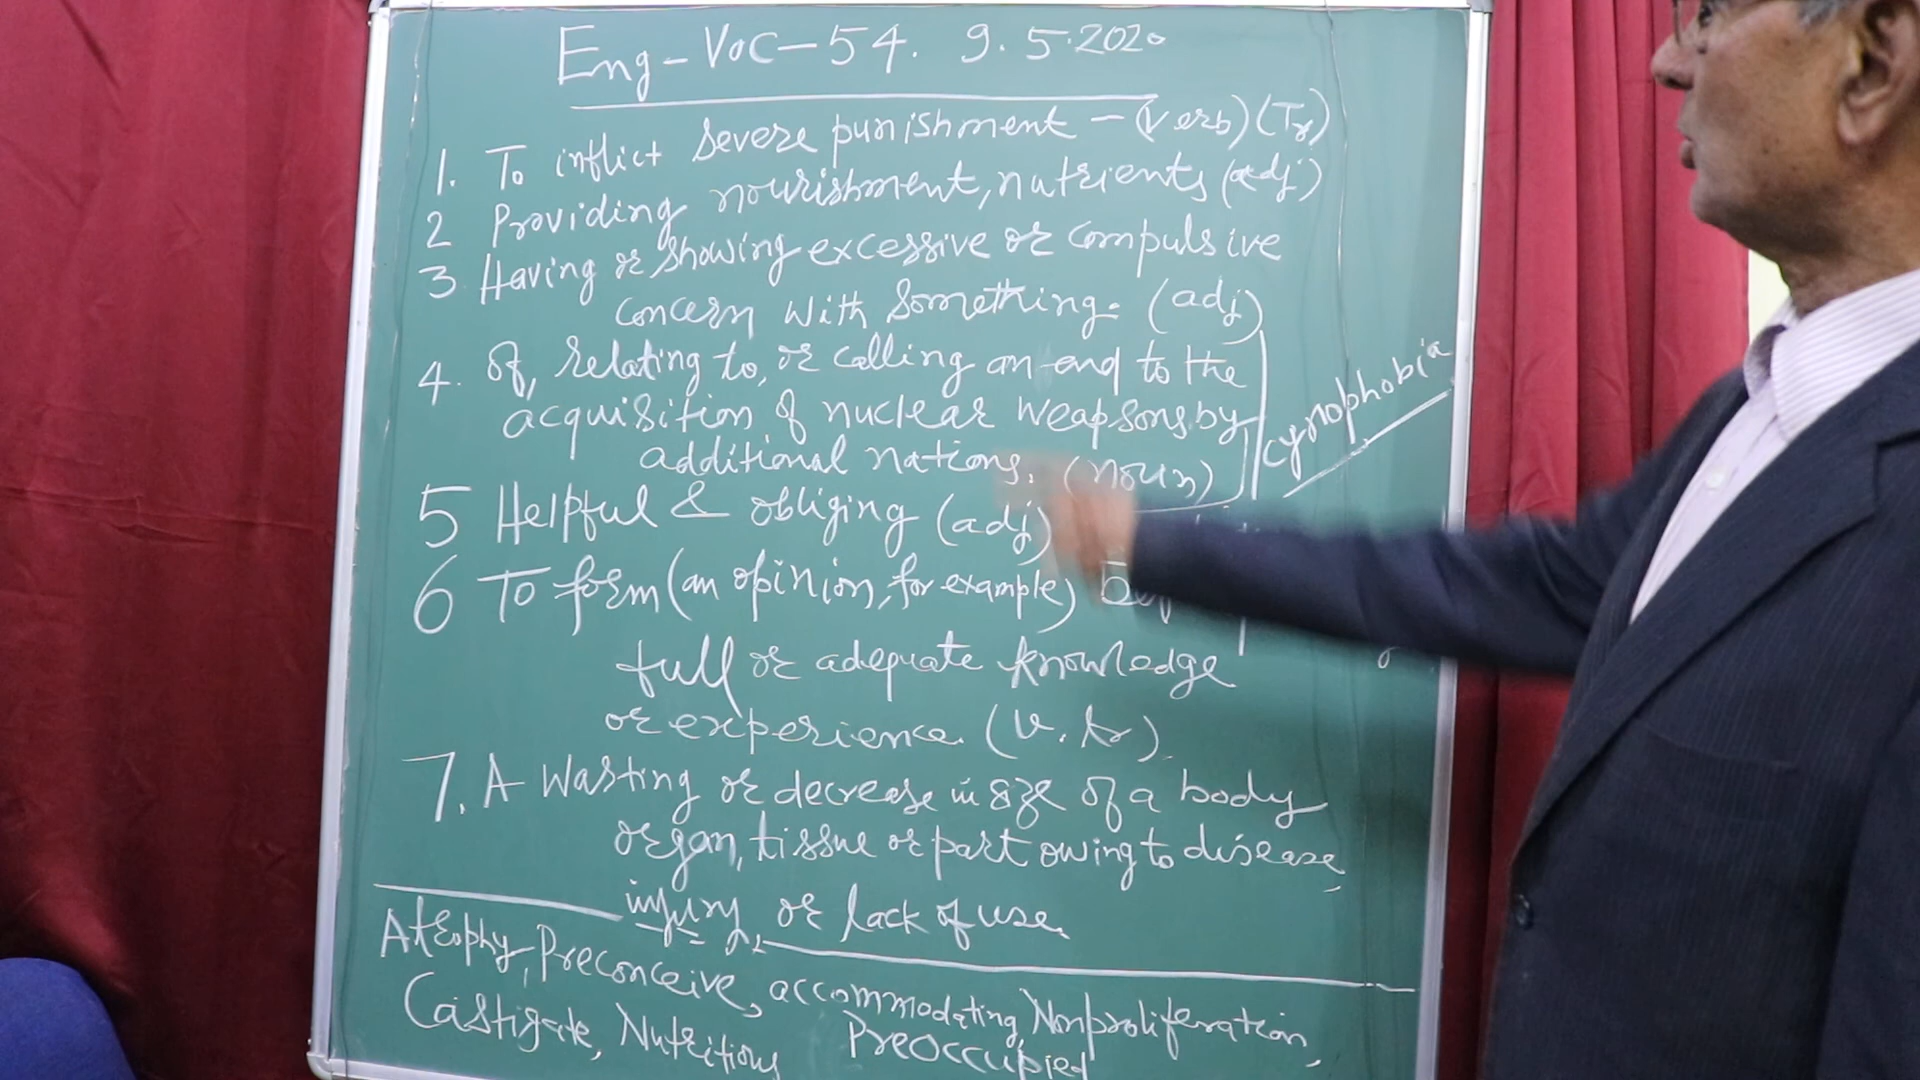 Eng-Voc-54. 9.5.2020
1. To inflict severe punishment - (Verb) (Tr)
2 Providing nourishment, nutrients (adj)
3 Having or showing excessive or compulsive
concern with something. (adj)
4. Of, relating to, or calling an end to the
acquisition of nuclear weapsons by
additional nations. (noun)
cynophobia
5 Helpful & obliging (adj)
6 To form (an opinion, for example)
full or adequate knowledge
or experience. (v. tr).
7. A wasting or decrease in size of a body
organ, tissue or part owing to disease,
injury, or lack of use.
Atrophy, Preconceive, accommodating, Nonproliferation,
Castigate, Nutritious Preoccupied